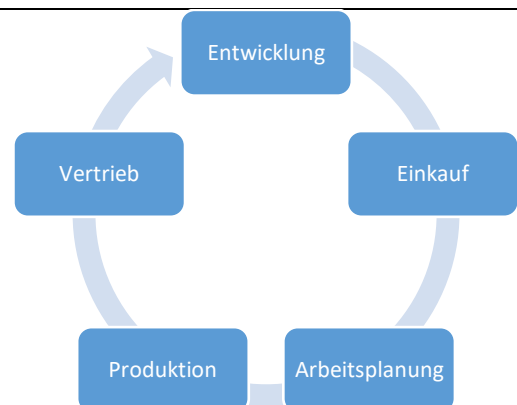 Entwicklung
Einkauf
Arbeitsplanung
Produktion
Vertrieb